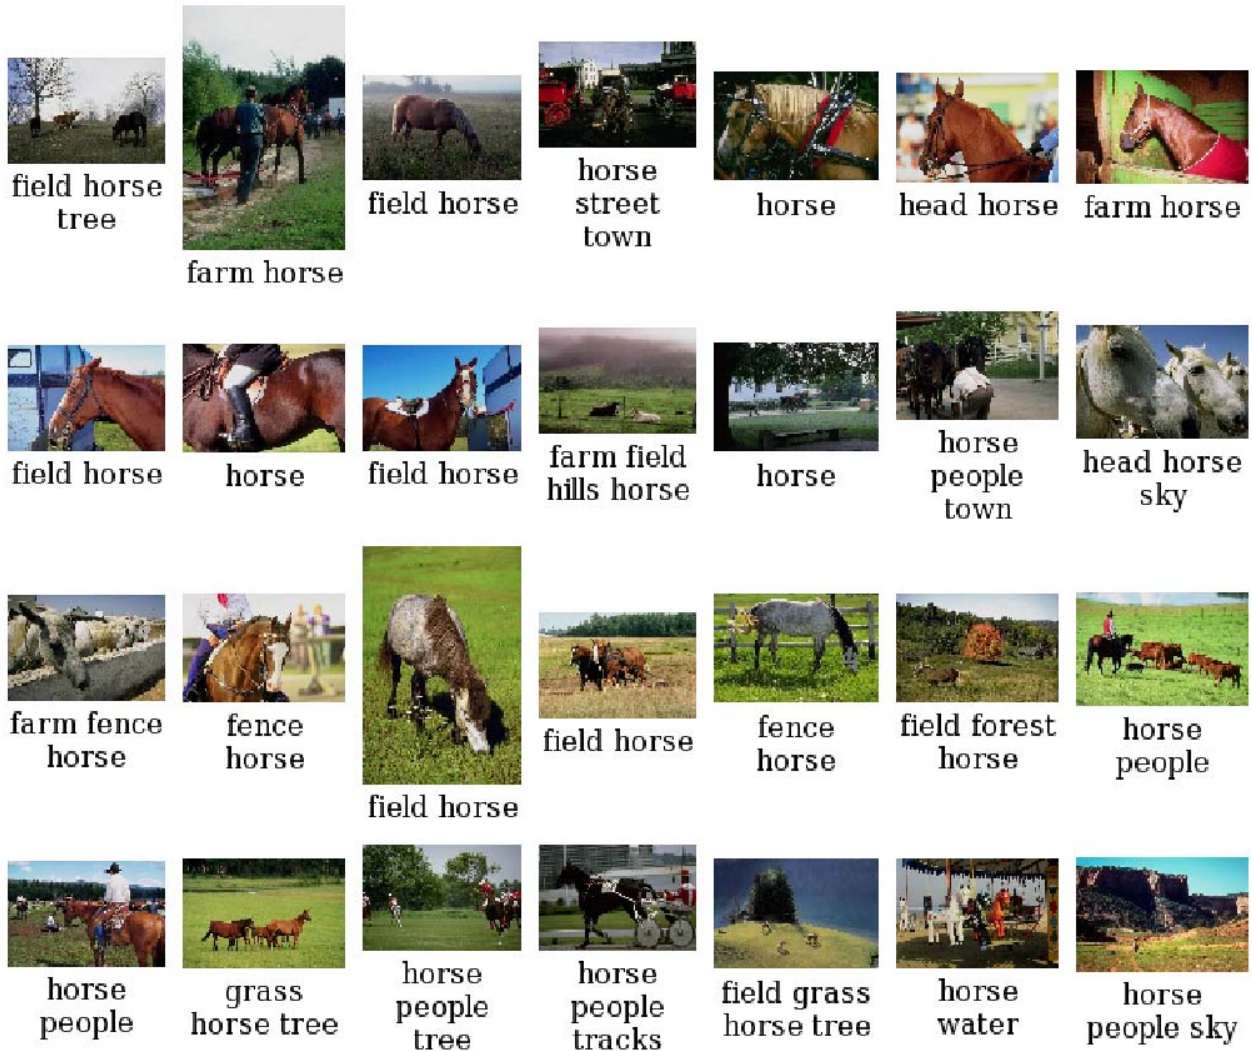 field horse
tree
farm horse
field horse
horse
street
town
horse
head horse
farm horse
field horse
horse
field horse
farm field
hills horse
horse
horse
people
town
head horse
sky
farm fence
horse
fence
horse
field horse
field horse
fence
horse
field forest
horse
horse
people
horse
people
grass
horse tree
horse
people
tree
horse
people
tracks
field grass
horse tree
horse
water
horse
people sky